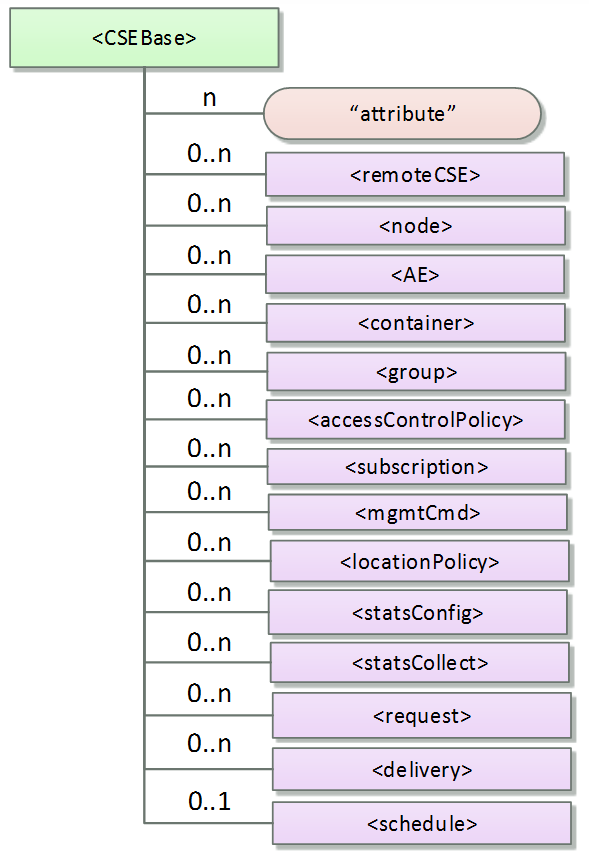 <CSEBase>
n
“attribute”
0..n
<remoteCSE>
0..n
<node>
0..n
<AE>
0..n
<container>
0..n
<group>
0..n
<accessControlPolicy>
0..n
<subscription>
0..n
<mgmtCmd>
0..n
<locationPolicy>
0..n
<statsConfig>
0..n
<statsCollect>
0..n
<request>
0..n
<delivery>
0..1
<schedule>